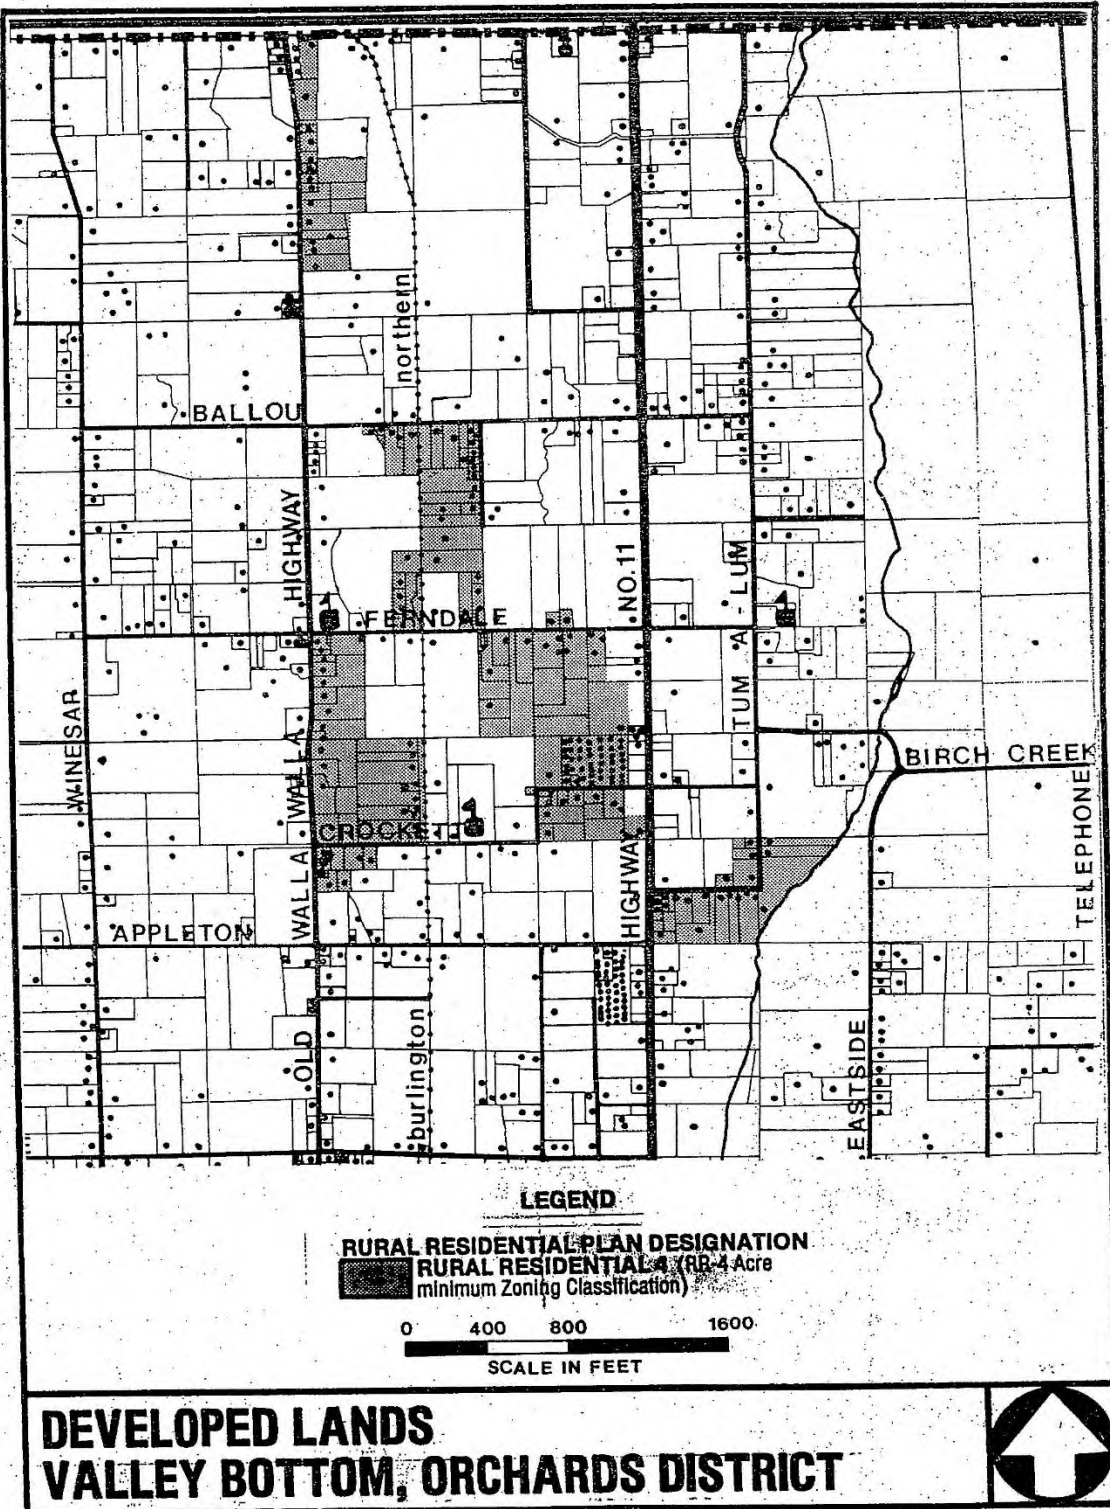 northern
BALLOU
HIGHWAY
NO. 11
TUM - A - LUM
FERNDALE
WINESAR
OLD WALLA WALLA
BIRCH CREEK
CROCKETT
HIGHWAY
TELEPHONE
APPLETON
burlington
EASTSIDE
LEGEND
RURAL RESIDENTIAL PLAN DESIGNATION
RURAL RESIDENTIAL 4 (RR-4 Acre
minimum Zoning Classification)
0 400 800 1600
SCALE IN FEET
DEVELOPED LANDS
VALLEY BOTTOM, ORCHARDS DISTRICT